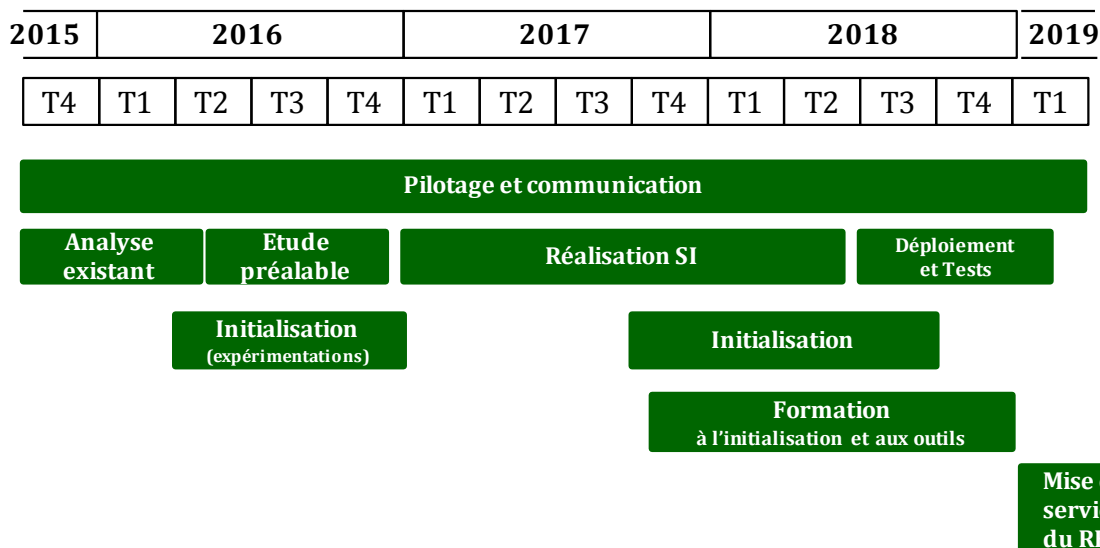 2015 2016 2017 2018 2019
T4 T1 T2 T3 T4 T1 T2 T3 T4 T1 T2 T3 T4 T1
Pilotage et communication
Analyse
existant
Etude
préalable
Réalisation SI
Déploiement
et Tests
Initialisation
(expérimentations)
Initialisation
Formation
à l’initialisation et aux outils
Mise
du